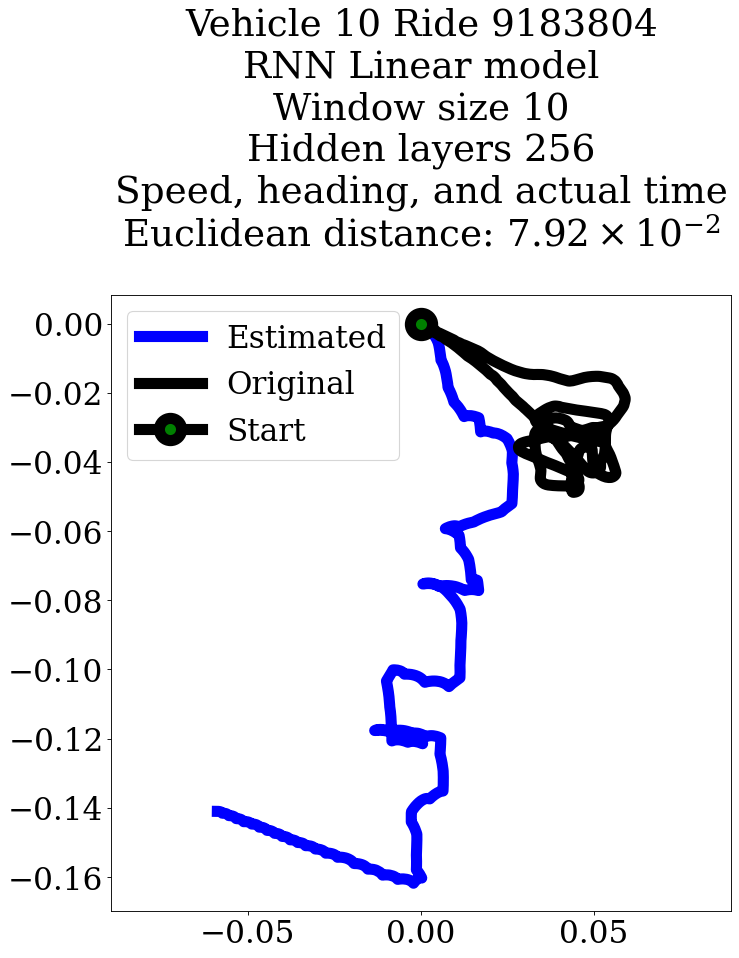 Vehicle 10 Ride 9183804
RNN Linear model
Window size 10
Hidden layers 256
Speed, heading, and actual time
Euclidean distance: 7.92 × 10⁻²
Estimated
Original
Start
0.00
−0.02
−0.04
−0.06
−0.08
−0.10
−0.12
−0.14
−0.16
−0.05 0.00 0.05